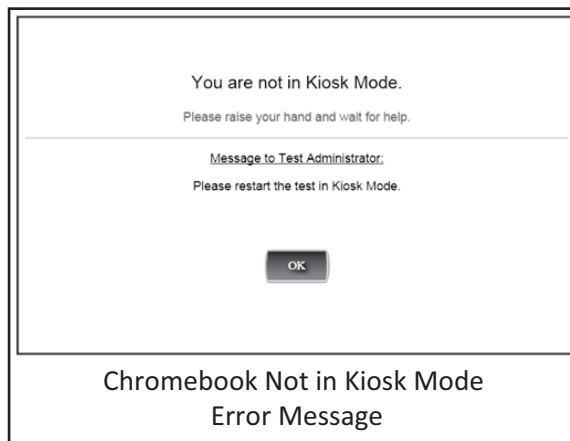 You are not in Kiosk Mode.
Please raise your hand and wait for help.
Message to Test Administrator:
Please restart the test in Kiosk Mode.
OK
Chromebook Not in Kiosk Mode
Error Message